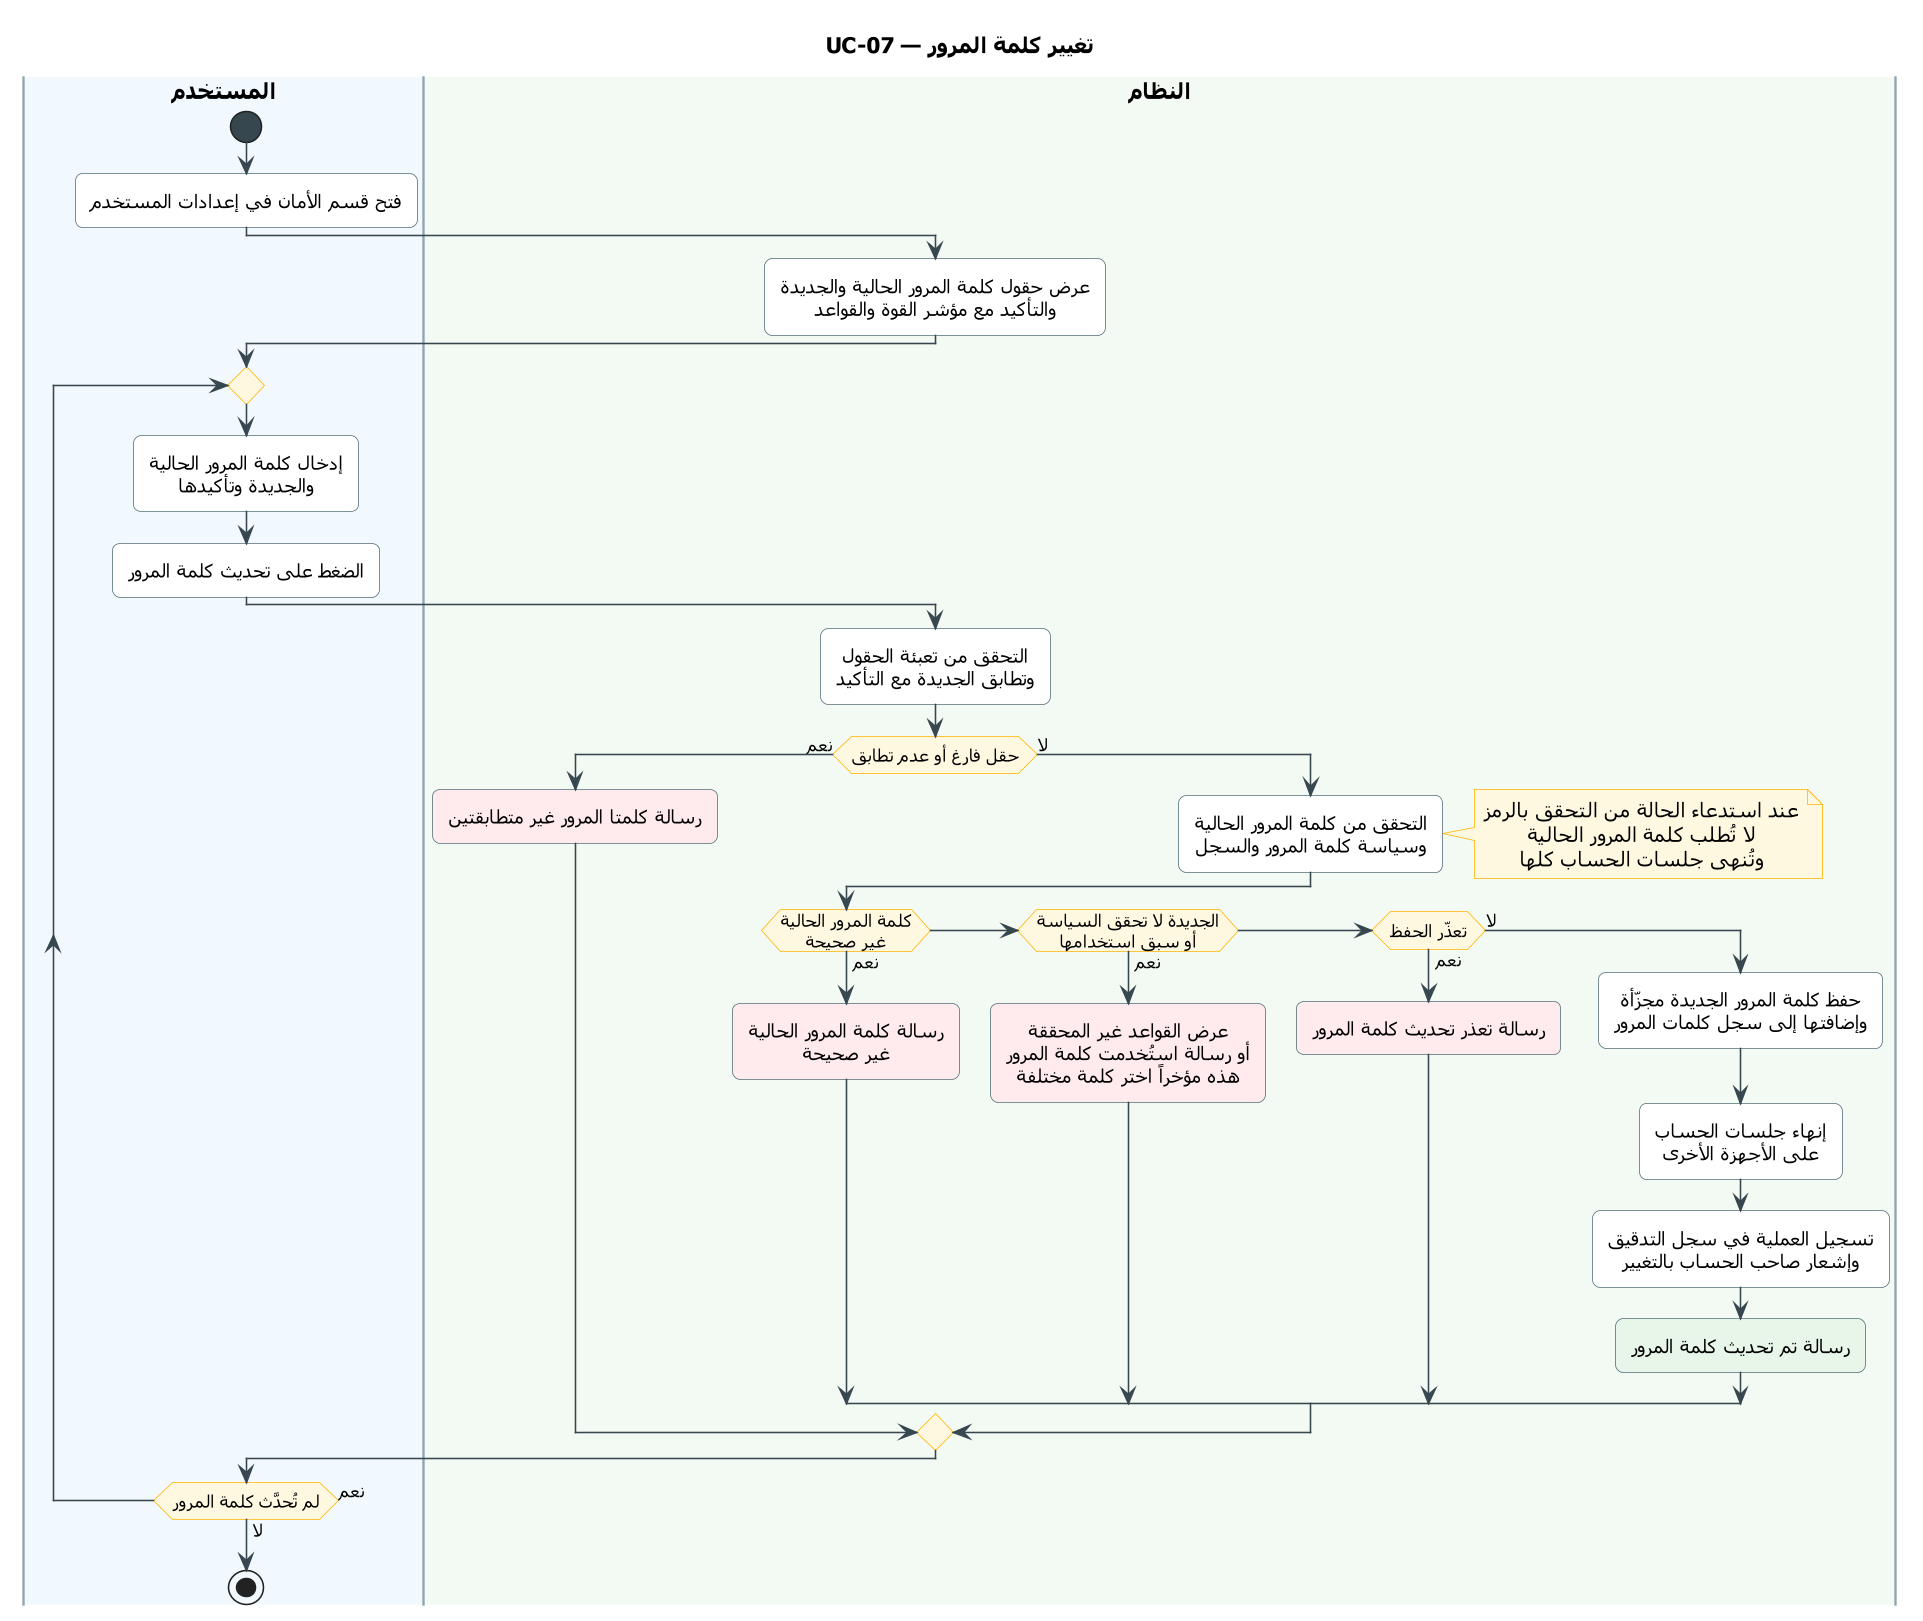 UC-07 — تغيير كلمة المرور
المستخدم
النظام
فتح قسم الأمان في إعدادات المستخدم
عرض حقول كلمة المرور الحالية والجديدة
والتأكيد مع مؤشر القوة والقواعد
إدخال كلمة المرور الحالية
والجديدة وتأكيدها
الضغط على تحديث كلمة المرور
التحقق من تعبئة الحقول
وتطابق الجديدة مع التأكيد
حقل فارغ أو عدم تطابق
نعم
لا
رسالة كلمتا المرور غير متطابقتين
التحقق من كلمة المرور الحالية
وسياسة كلمة المرور والسجل
عند استدعاء الحالة من التحقق بالرمز
لا تُطلب كلمة المرور الحالية
وتُنهى جلسات الحساب كلها
كلمة المرور الحالية
غير صحيحة
نعم
الجديدة لا تحقق السياسة
أو سبق استخدامها
نعم
تعذّر الحفظ
نعم
لا
رسالة كلمة المرور الحالية
غير صحيحة
عرض القواعد غير المحققة
أو رسالة استُخدمت كلمة المرور
هذه مؤخراً اختر كلمة مختلفة
رسالة تعذر تحديث كلمة المرور
حفظ كلمة المرور الجديدة مجزّأة
وإضافتها إلى سجل كلمات المرور
إنهاء جلسات الحساب
على الأجهزة الأخرى
تسجيل العملية في سجل التدقيق
وإشعار صاحب الحساب بالتغيير
رسالة تم تحديث كلمة المرور
لم تُحدَّث كلمة المرور
نعم
لا